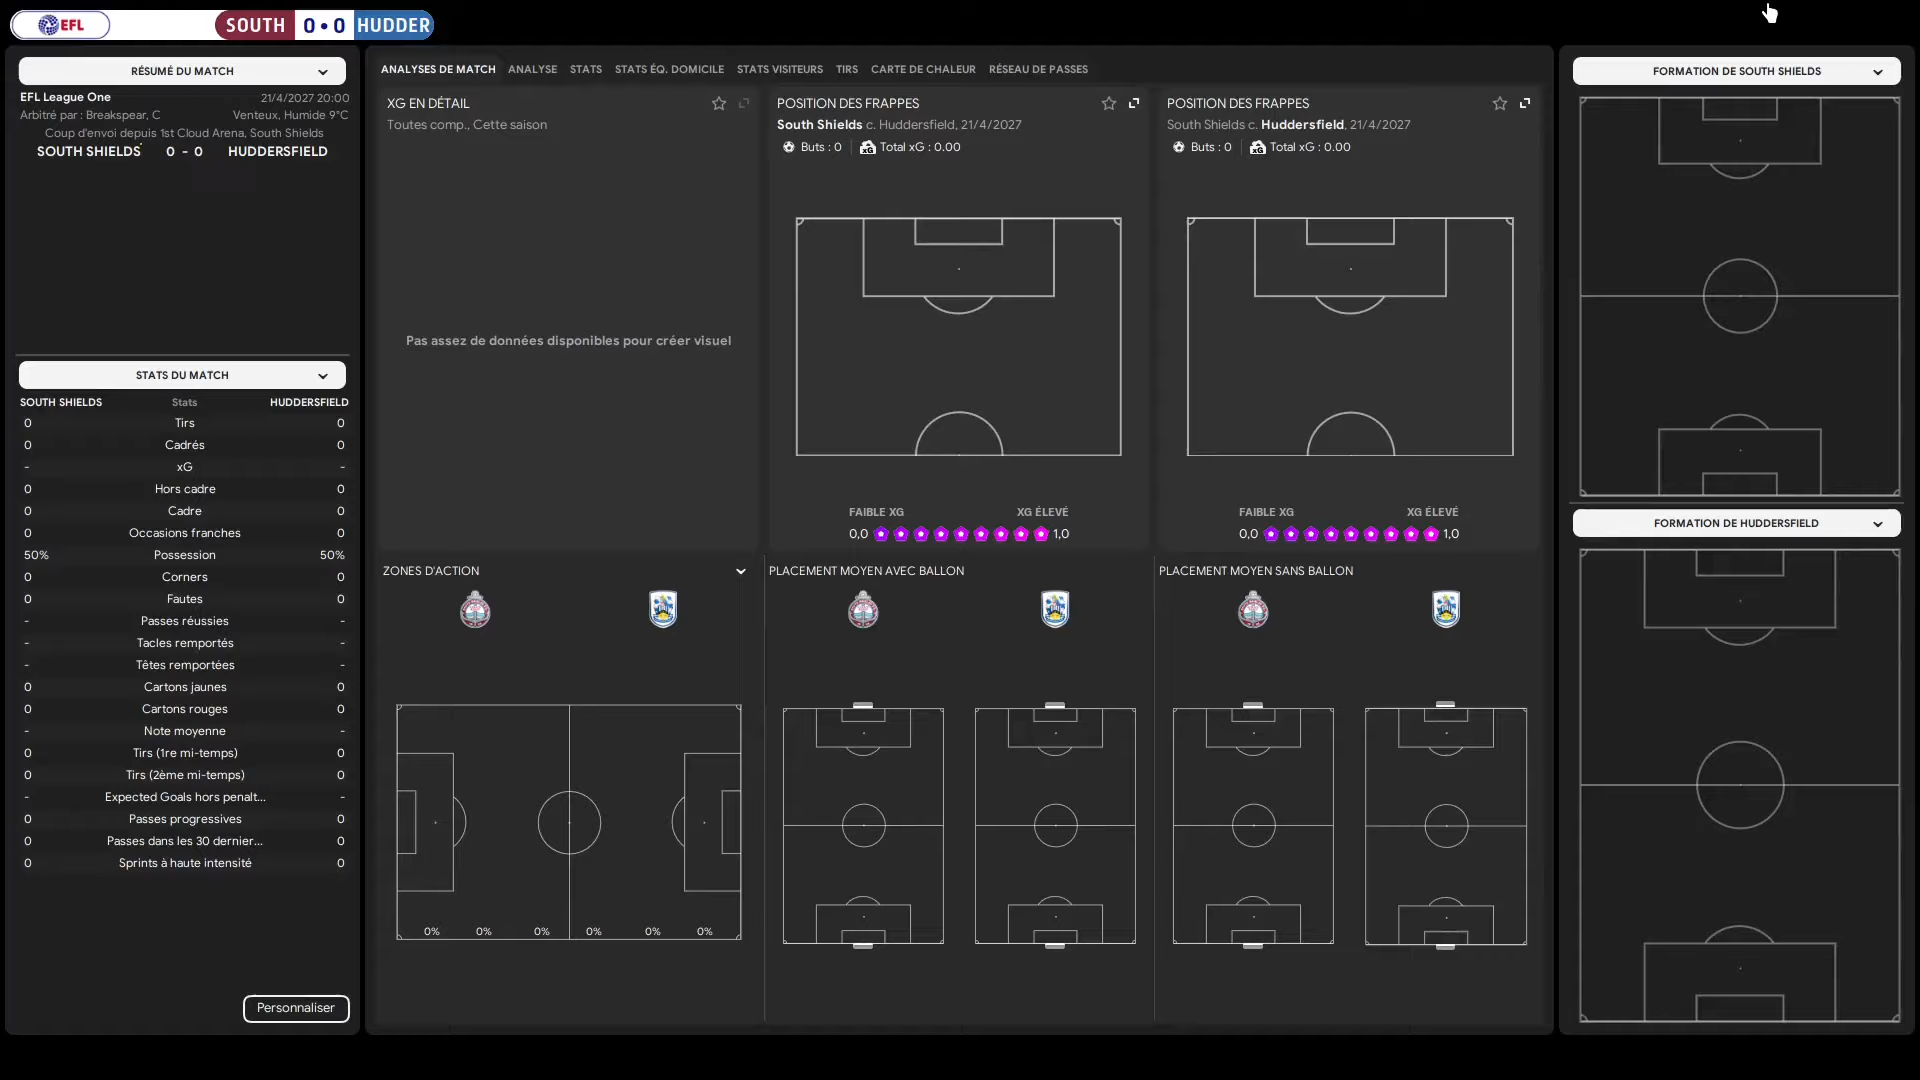 EFL
SOUTH 0 • 0 HUDDER
RÉSUMÉ DU MATCH
EFL League One 21/4/2027 20:00
Arbitré par : Breakspear, C Venteux, Humide 9°C
Coup d'envoi depuis 1st Cloud Arena, South Shields
SOUTH SHIELDS 0 - 0 HUDDERSFIELD
STATS DU MATCH
SOUTH SHIELDS Stats HUDDERSFIELD
0 Tirs 0
0 Cadrés 0
- xG -
0 Hors cadre 0
0 Cadre 0
0 Occasions franches 0
50% Possession 50%
0 Corners 0
0 Fautes 0
- Passes réussies -
- Tacles remportés -
- Têtes remportées -
0 Cartons jaunes 0
0 Cartons rouges 0
- Note moyenne -
0 Tirs (1re mi-temps) 0
0 Tirs (2ème mi-temps) 0
- Expected Goals hors penalt... -
0 Passes progressives 0
0 Passes dans les 30 dernier... 0
0 Sprints à haute intensité 0
Personnaliser
ANALYSES DE MATCH ANALYSE STATS STATS ÉQ. DOMICILE STATS VISITEURS TIRS CARTE DE CHALEUR RÉSEAU DE PASSES
XG EN DÉTAIL
Toutes comp., Cette saison
Pas assez de données disponibles pour créer visuel
POSITION DES FRAPPES
South Shields c. Huddersfield, 21/4/2027
Buts : 0 xG Total xG : 0.00
FAIBLE XG XG ÉLEVÉ
0,0 1,0
POSITION DES FRAPPES
South Shields c. Huddersfield, 21/4/2027
Buts : 0 xG Total xG : 0.00
FAIBLE XG XG ÉLEVÉ
0,0 1,0
ZONES D'ACTION
0% 0% 0% 0% 0% 0%
PLACEMENT MOYEN AVEC BALLON
PLACEMENT MOYEN SANS BALLON
FORMATION DE SOUTH SHIELDS
FORMATION DE HUDDERSFIELD